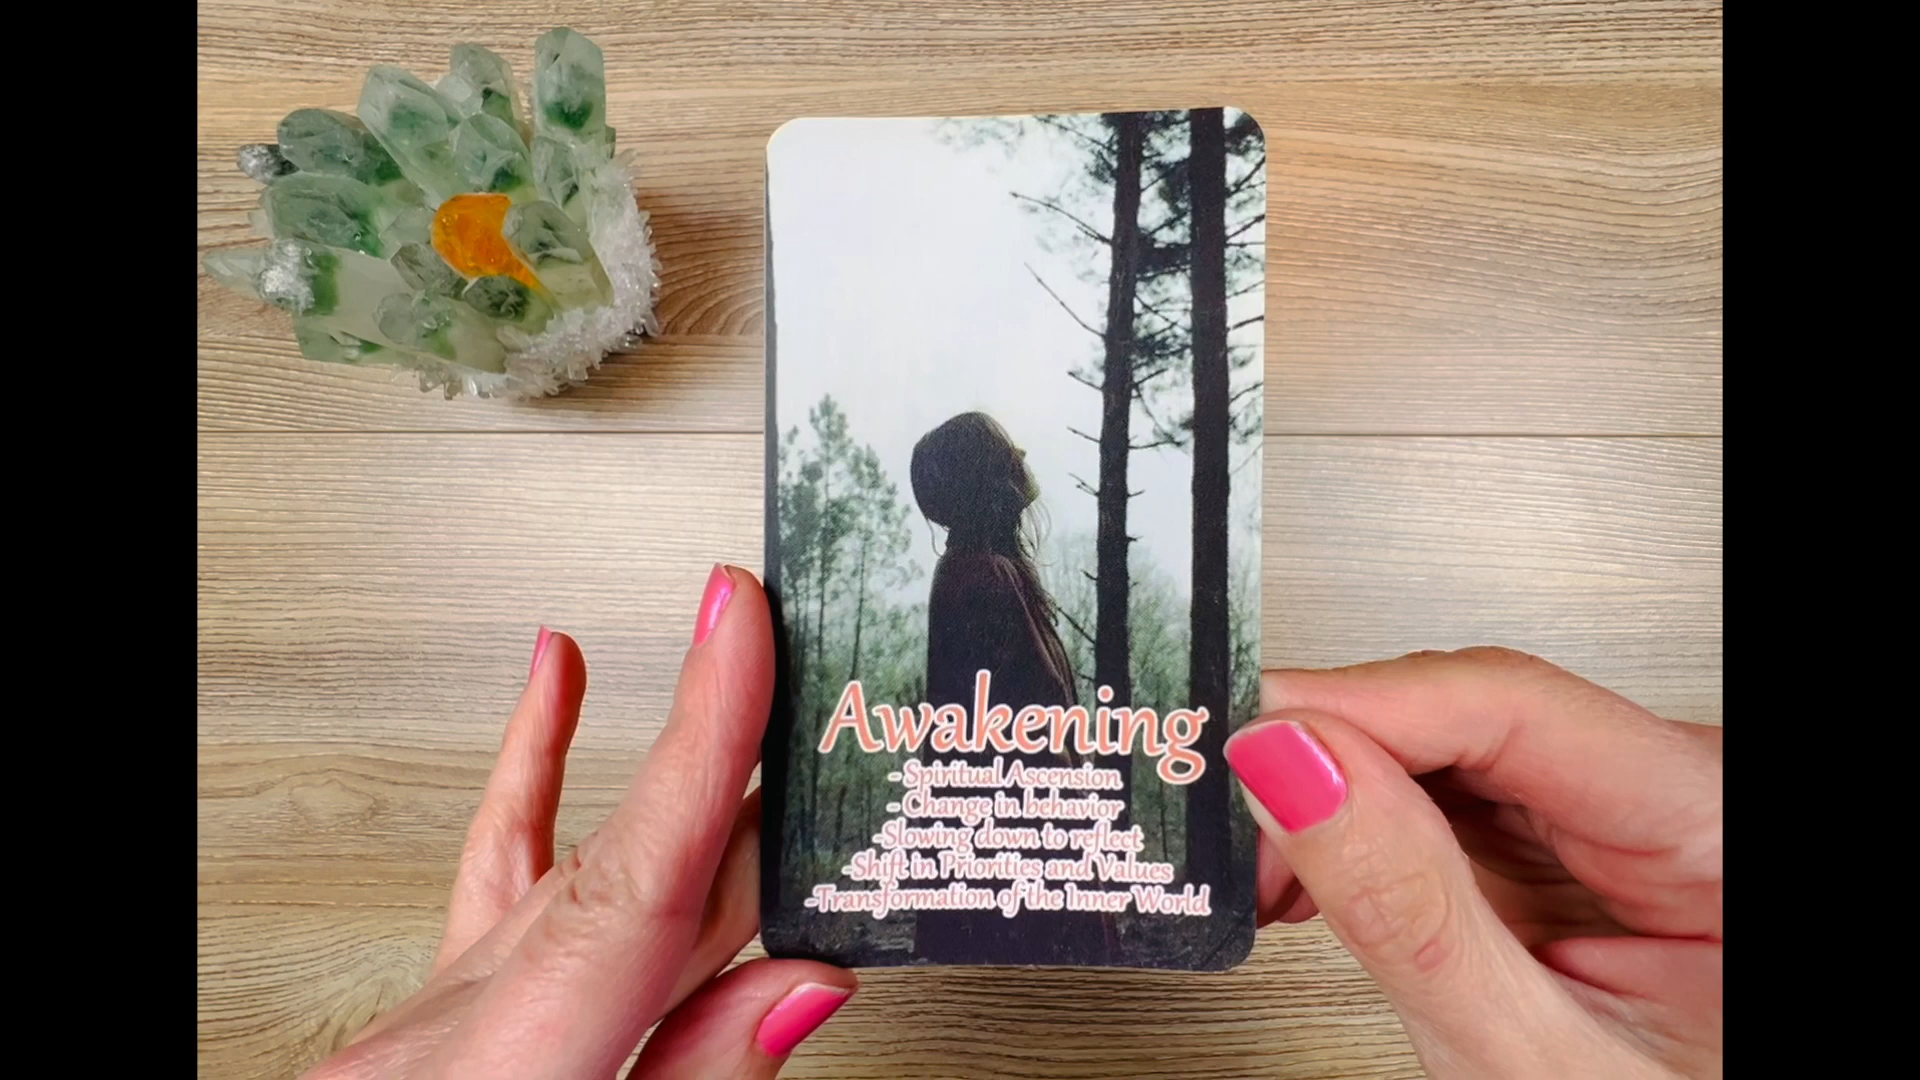 Awakening
- Spiritual Ascension
- Change in behavior
-Slowing down to reflect
-Shift in Priorities and Values
-Transformation of the Inner World